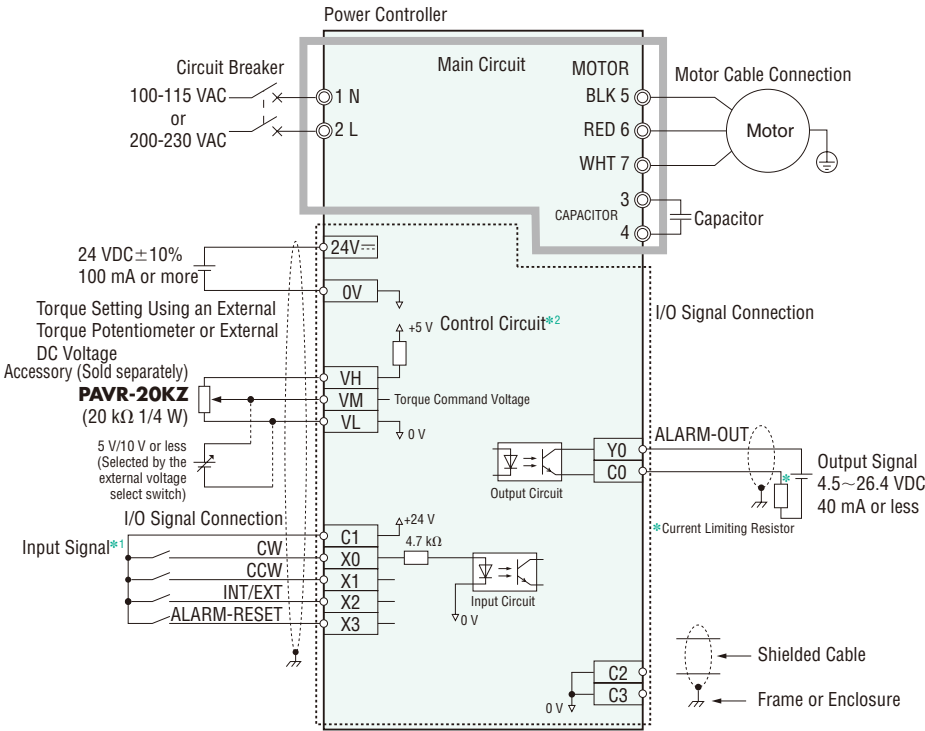 Power Controller
Circuit Breaker
100-115 VAC
or
200-230 VAC
Main Circuit
1 N
2 L
MOTOR
BLK 5
RED 6
WHT 7
3
CAPACITOR
4
Motor Cable Connection
Motor
Capacitor
24 VDC±10%
100 mA or more
24V⎓
0V
Torque Setting Using an External
Torque Potentiometer or External
DC Voltage
Accessory (Sold separately)
PAVR-20KZ
(20 kΩ 1/4 W)
+5 V
Control Circuit*2
VH
VM
VL
Torque Command Voltage
0 V
5 V/10 V or less
(Selected by the
external voltage
select switch)
I/O Signal Connection
Output Circuit
Y0
C0
ALARM-OUT
Output Signal
4.5~26.4 VDC
40 mA or less
*
*Current Limiting Resistor
I/O Signal Connection
Input Signal*1
CW
CCW
INT/EXT
ALARM-RESET
C1
X0
X1
X2
X3
+24 V
4.7 kΩ
Input Circuit
0 V
C2
C3
0 V
Shielded Cable
Frame or Enclosure